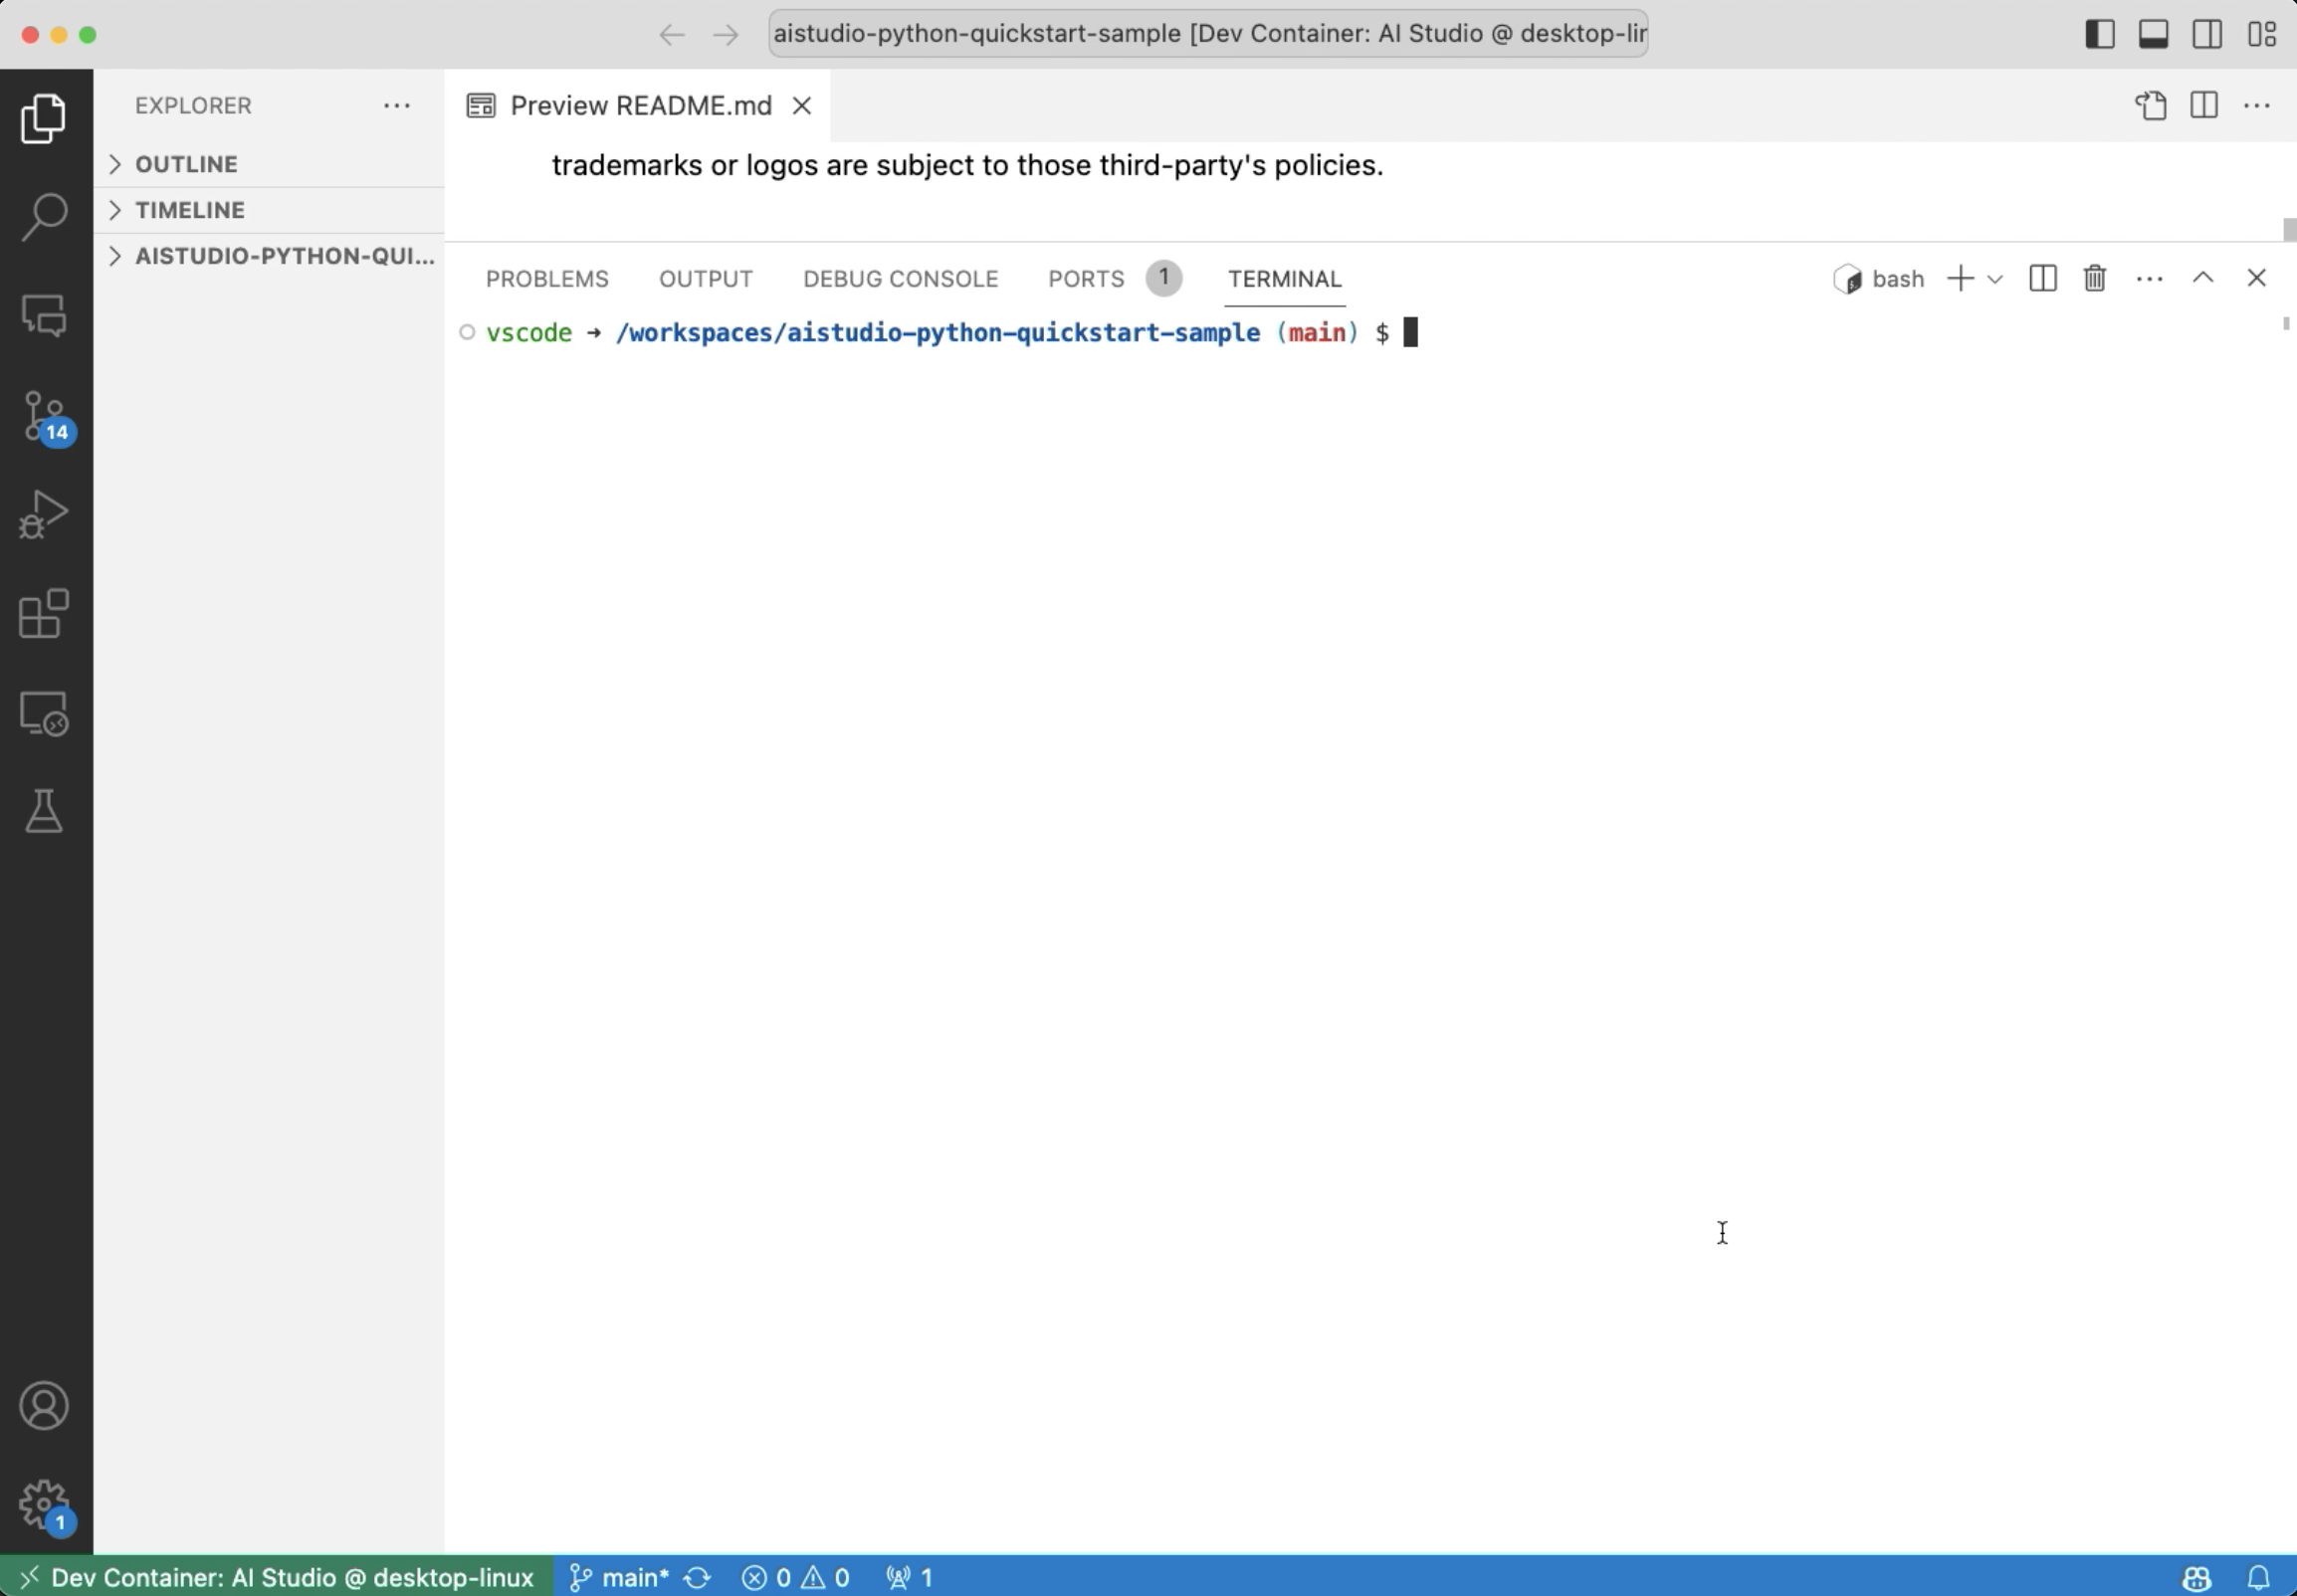 aistudio-python-quickstart-sample [Dev Container: AI Studio @ desktop-lir
EXPLORER
OUTLINE
TIMELINE
AISTUDIO-PYTHON-QUI...
Preview README.md
trademarks or logos are subject to those third-party's policies.
PROBLEMS OUTPUT DEBUG CONSOLE PORTS 1 TERMINAL bash
vscode ➜ /workspaces/aistudio-python-quickstart-sample (main) $
14
1
Dev Container: AI Studio @ desktop-linux main* 0 0 1